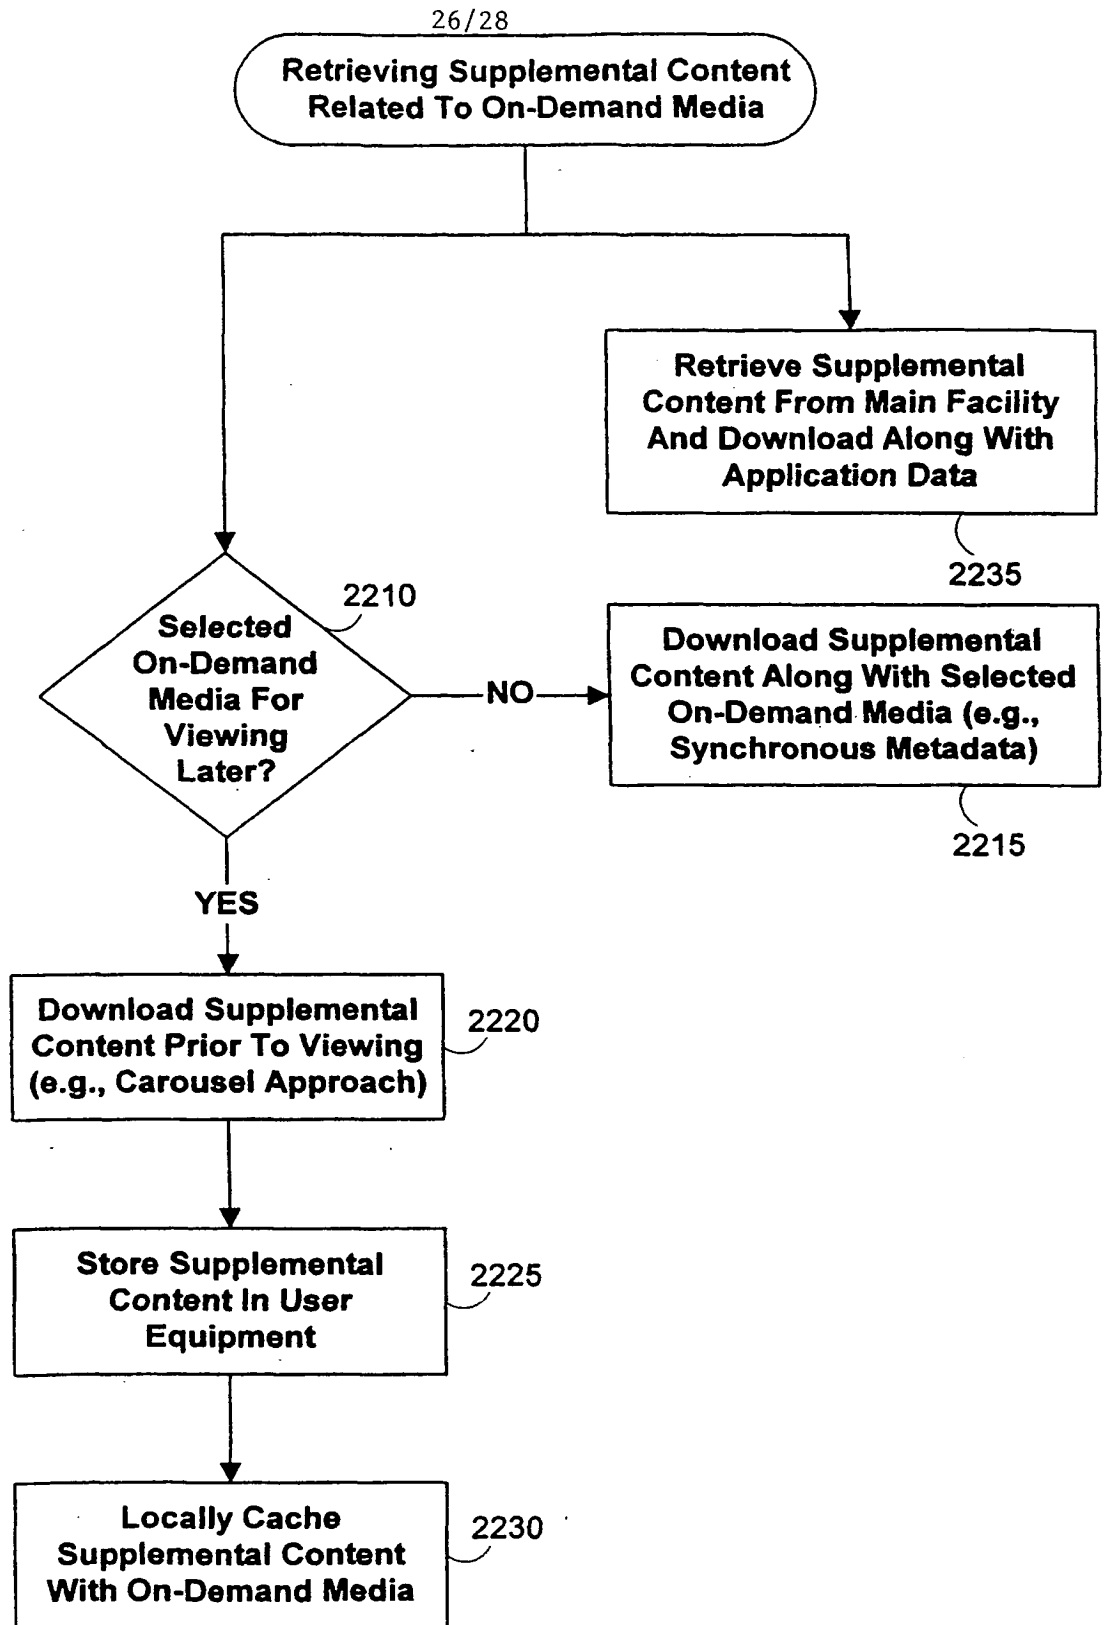 26/28
Retrieving Supplemental Content
Related To On-Demand Media
Retrieve Supplemental
Content From Main Facility
And Download Along With
Application Data
2235
2210
Selected
On-Demand
Media For
Viewing
Later?
NO
Download Supplemental
Content Along With Selected
On-Demand Media (e.g.,
Synchronous Metadata)
2215
YES
Download Supplemental
Content Prior To Viewing
(e.g., Carousel Approach)
2220
Store Supplemental
Content In User
Equipment
2225
Locally Cache
Supplemental Content
With On-Demand Media
2230